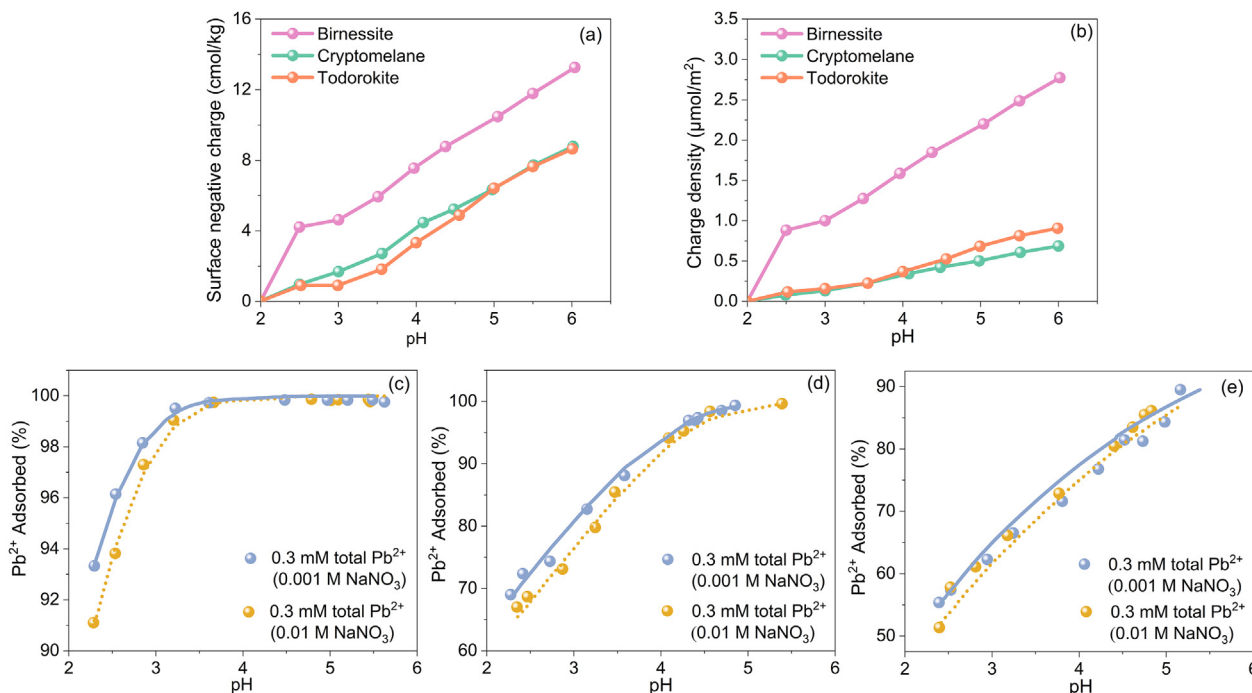 (a)
Birnessite
Cryptomelane
Todorokite
Surface negative charge (cmol/kg)
16
12
8
4
0
2 3 4 5 6
pH
(b)
Birnessite
Cryptomelane
Todorokite
Charge density (μmol/m²)
3.5
3.0
2.5
2.0
1.5
1.0
0.5
0.0
2 3 4 5 6
pH
(c)
Pb²⁺ Adsorbed (%)
100
98
96
94
92
90
0.3 mM total Pb²⁺
(0.001 M NaNO₃)
0.3 mM total Pb²⁺
(0.01 M NaNO₃)
2 3 4 5 6
pH
(d)
Pb²⁺ Adsorbed (%)
100
90
80
70
60
0.3 mM total Pb²⁺
(0.001 M NaNO₃)
0.3 mM total Pb²⁺
(0.01 M NaNO₃)
2 3 4 5 6
pH
(e)
Pb²⁺ Adsorbed (%)
90
80
70
60
50
0.3 mM total Pb²⁺
(0.001 M NaNO₃)
0.3 mM total Pb²⁺
(0.01 M NaNO₃)
2 3 4 5 6
pH